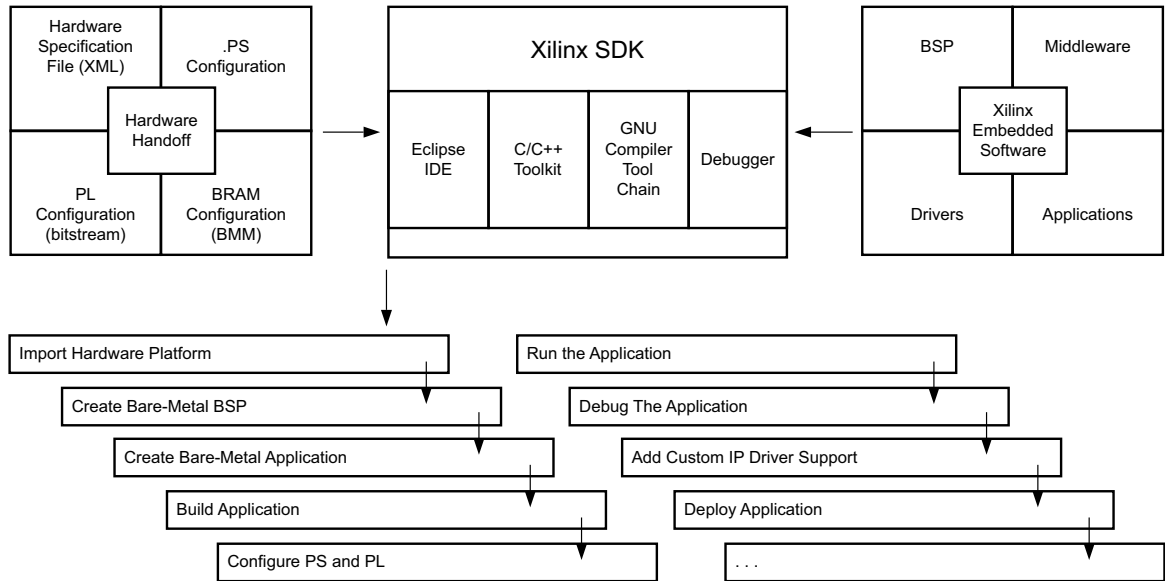 Hardware
Specification
File (XML)
.PS
Configuration
Hardware
Handoff
PL
Configuration
(bitstream)
BRAM
Configuration
(BMM)
Xilinx SDK
Eclipse
IDE
C/C++
Toolkit
GNU
Compiler
Tool
Chain
Debugger
BSP
Middleware
Xilinx
Embedded
Software
Drivers
Applications
Import Hardware Platform
Create Bare-Metal BSP
Create Bare-Metal Application
Build Application
Configure PS and PL
Run the Application
Debug The Application
Add Custom IP Driver Support
Deploy Application
. . .